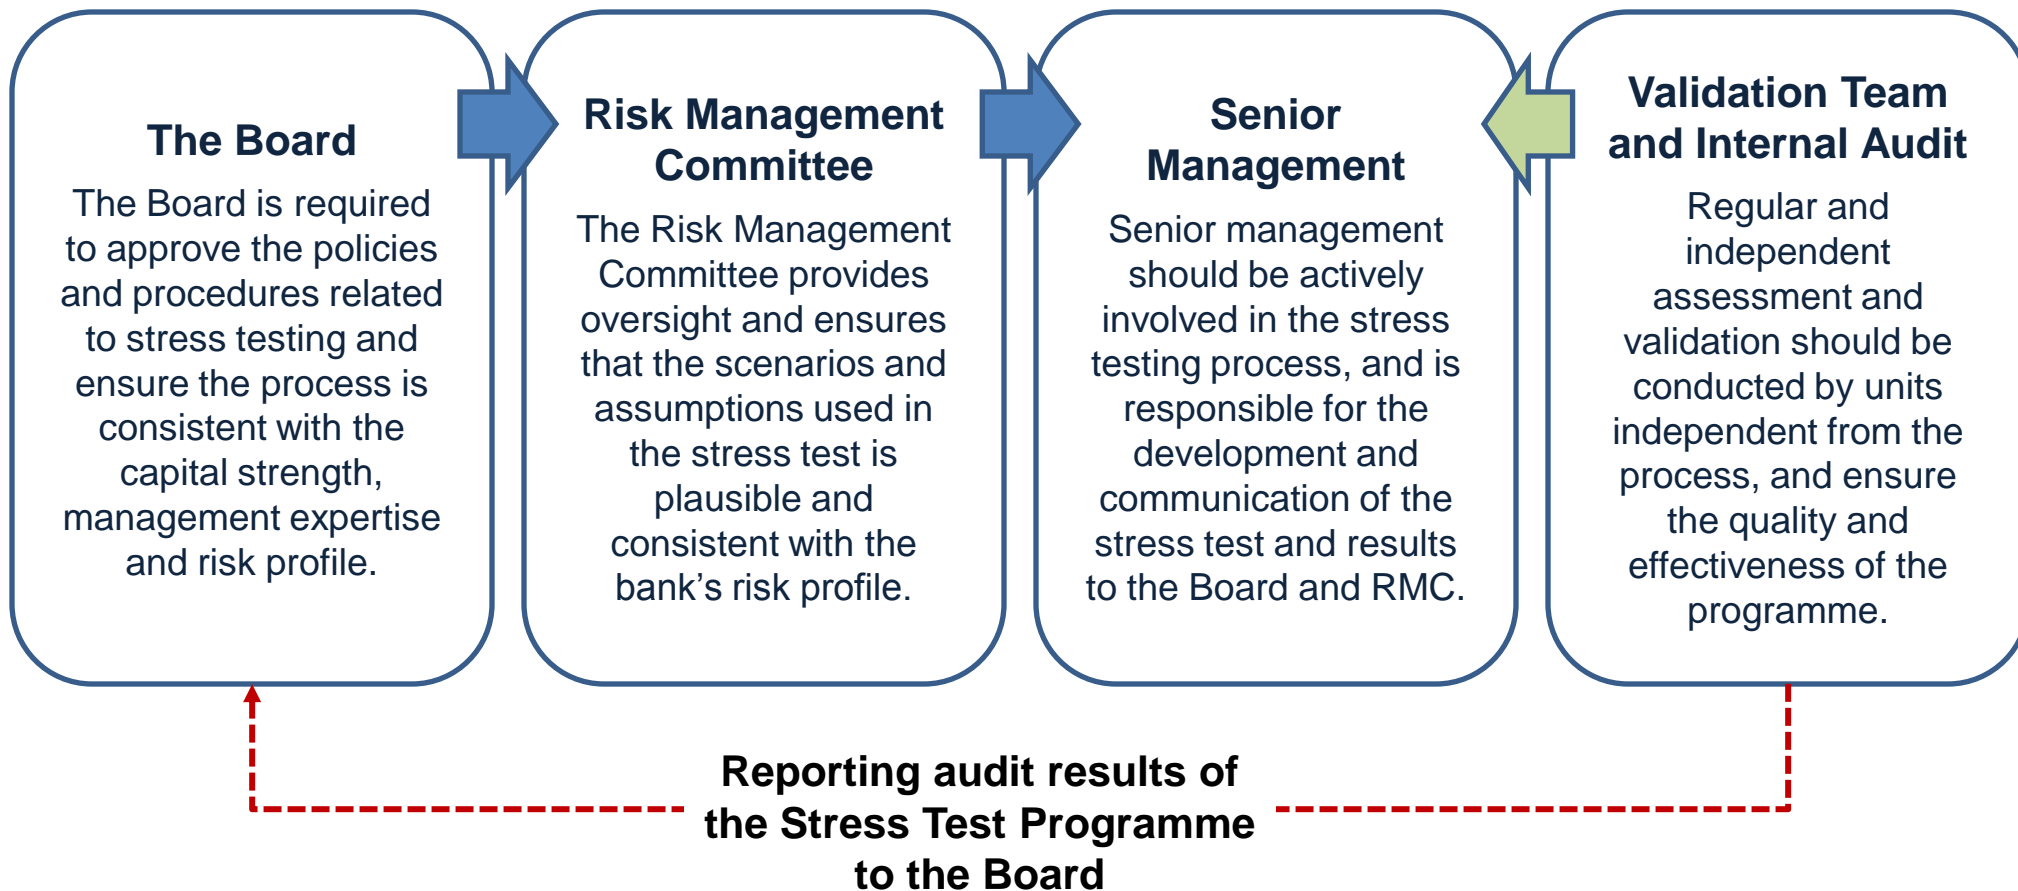 The Board
The Board is required
to approve the policies
and procedures related
to stress testing and
ensure the process is
consistent with the
capital strength,
management expertise
and risk profile.
Risk Management
Committee
The Risk Management
Committee provides
oversight and ensures
that the scenarios and
assumptions used in
the stress test is
plausible and
consistent with the
bank’s risk profile.
Senior
Management
Senior management
should be actively
involved in the stress
testing process, and is
responsible for the
development and
communication of the
stress test and results
to the Board and RMC.
Validation Team
and Internal Audit
Regular and
independent
assessment and
validation should be
conducted by units
independent from the
process, and ensure
the quality and
effectiveness of the
programme.
Reporting audit results of
the Stress Test Programme
to the Board